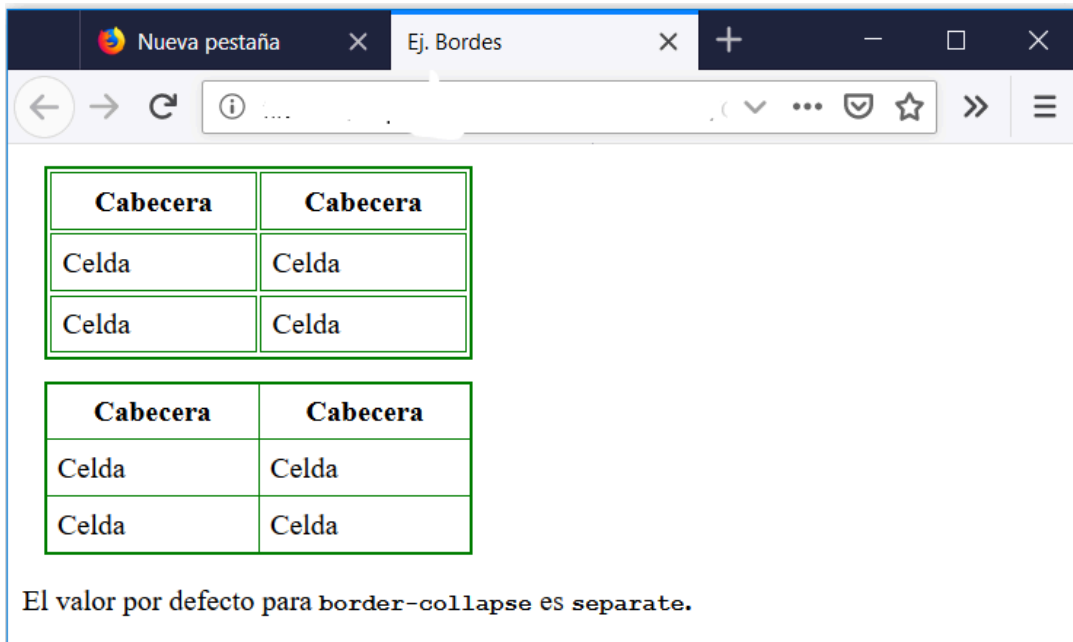 Nueva pestaña Ej. Bordes
Cabecera Cabecera
Celda Celda
Celda Celda
Cabecera Cabecera
Celda Celda
Celda Celda
El valor por defecto para border-collapse es separate.